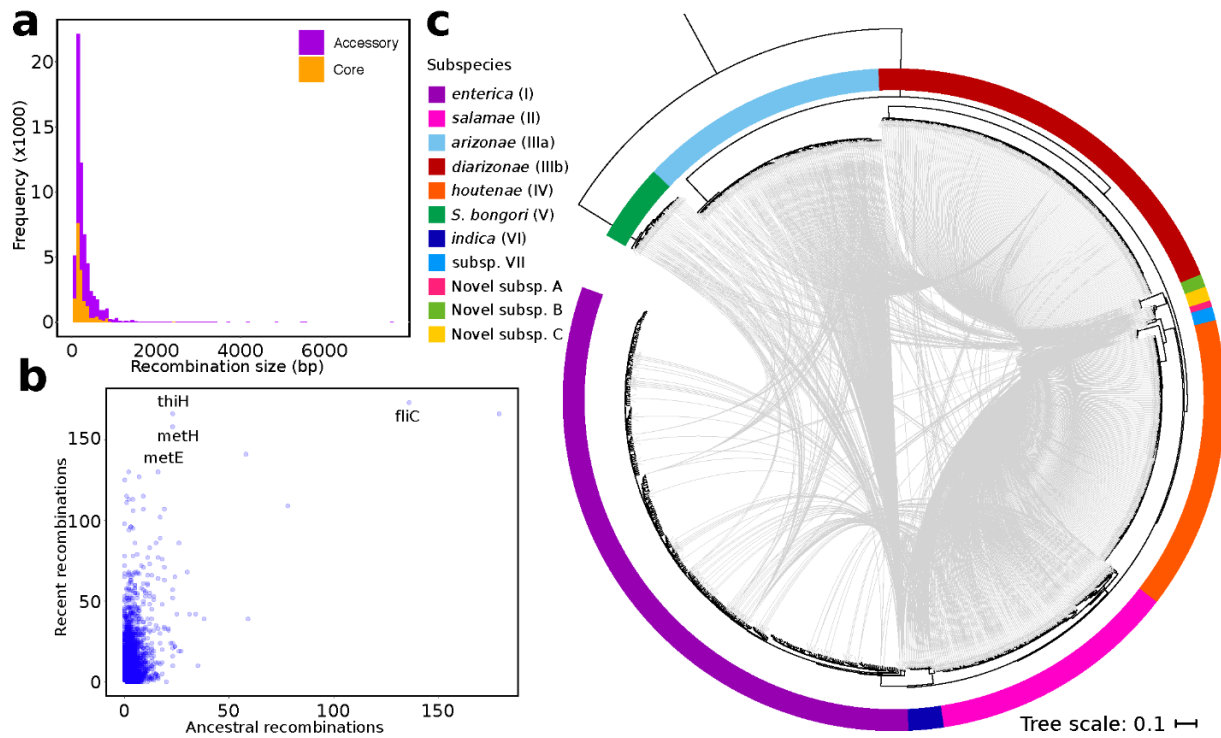 a
Frequency (x1000)
20
15
10
5
0
Accessory
Core
0 2000 4000 6000
Recombination size (bp)
b
Recent recombinations
150
100
50
0
thiH
metH
metE
fliC
0 50 100 150
Ancestral recombinations
c
Subspecies
enterica (I)
salamae (II)
arizonae (IIIa)
diarizonae (IIIb)
houtenae (IV)
S. bongori (V)
indica (VI)
subsp. VII
Novel subsp. A
Novel subsp. B
Novel subsp. C
Tree scale: 0.1